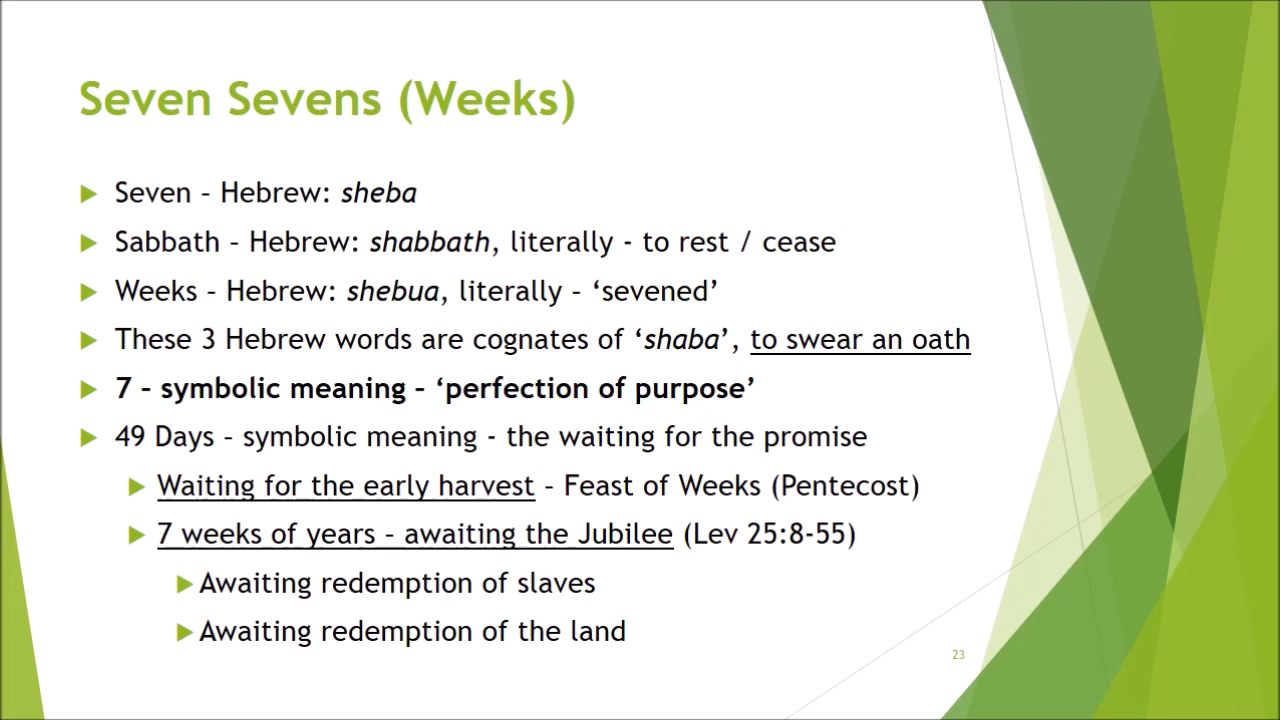 Seven Sevens (Weeks)
Seven – Hebrew: sheba
Sabbath – Hebrew: shabbath, literally - to rest / cease
Weeks – Hebrew: shebua, literally – ‘sevened’
These 3 Hebrew words are cognates of ‘shaba’, to swear an oath
7 – symbolic meaning – ‘perfection of purpose’
49 Days – symbolic meaning - the waiting for the promise
Waiting for the early harvest – Feast of Weeks (Pentecost)
7 weeks of years – awaiting the Jubilee (Lev 25:8-55)
Awaiting redemption of slaves
Awaiting redemption of the land
23